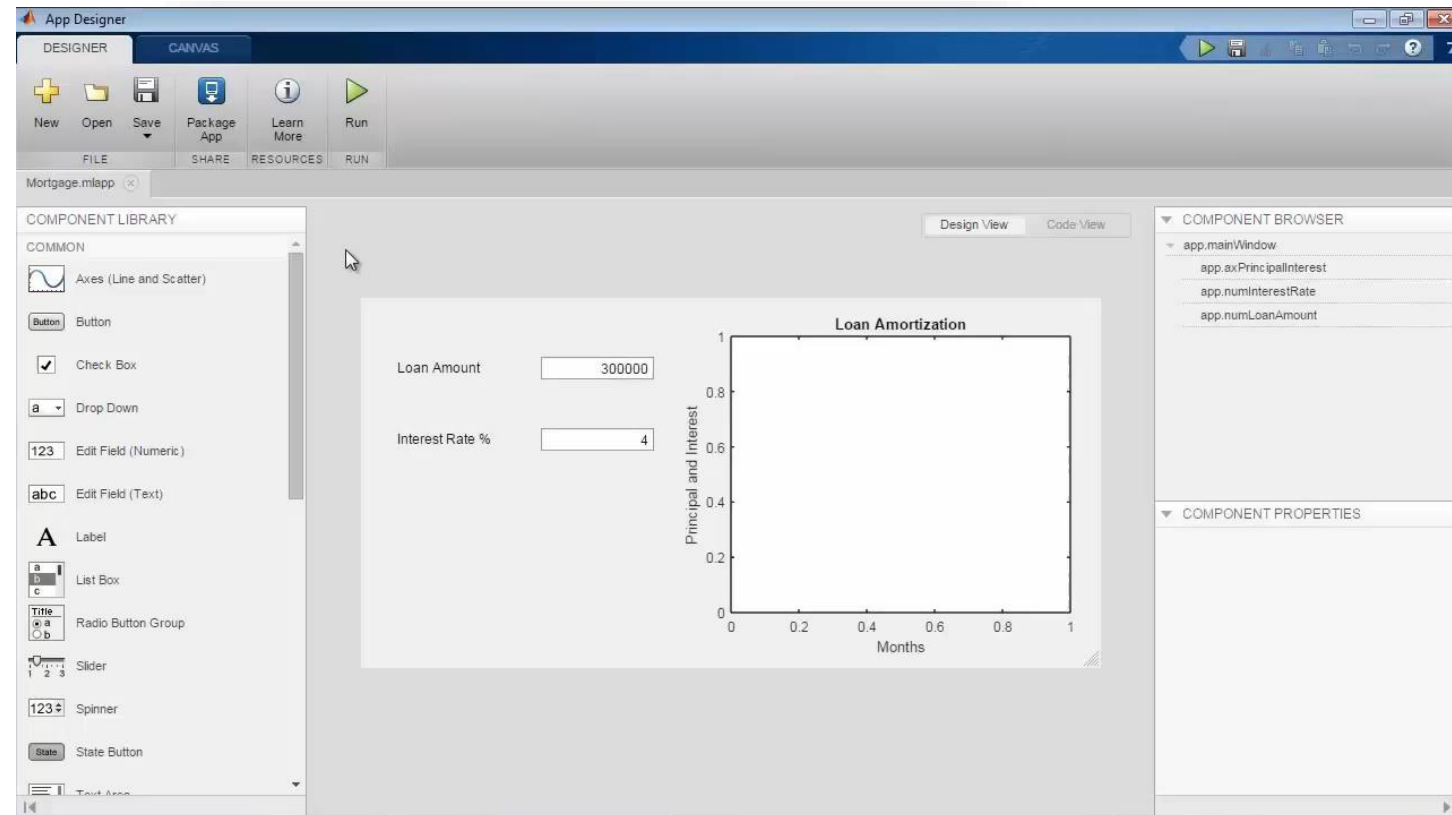 App Designer
DESIGNER
CANVAS
New
Open
Save
Package App
Learn More
Run
FILE
SHARE
RESOURCES
RUN
Mortgage.mlapp
COMPONENT LIBRARY
COMMON
Axes (Line and Scatter)
Button
Button
Check Box
a
Drop Down
123
Edit Field (Numeric)
abc
Edit Field (Text)
A
Label
a
b
c
List Box
Title
a
b
Radio Button Group
1 2 3
Slider
123
Spinner
State
State Button
Text Area
Design View
Code View
Loan Amount
300000
Interest Rate %
4
Loan Amortization
Principal and Interest
1
0.8
0.6
0.4
0.2
0
0 0.2 0.4 0.6 0.8 1
Months
COMPONENT BROWSER
app.mainWindow
app.axPrincipalInterest
app.numInterestRate
app.numLoanAmount
COMPONENT PROPERTIES